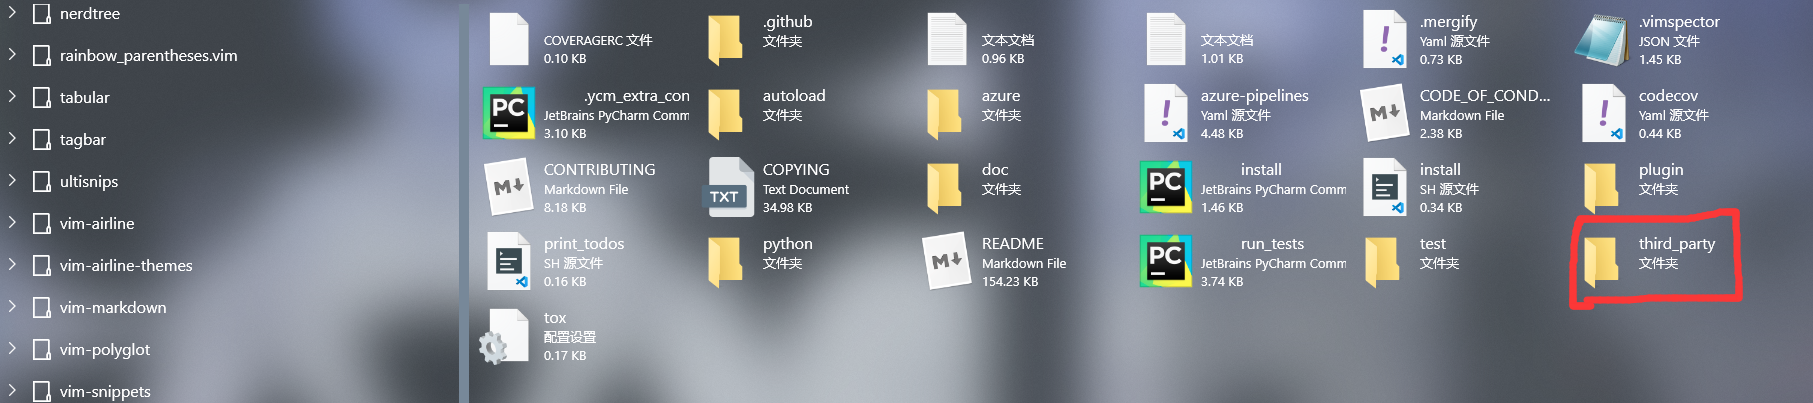 nerdtree
rainbow_parentheses.vim
tabular
tagbar
ultisnips
vim-airline
vim-airline-themes
vim-markdown
vim-polyglot
vim-snippets
COVERAGERC 文件
0.10 KB
.github
文件夹
文本文档
0.96 KB
文本文档
1.01 KB
.mergify
Yaml 源文件
0.73 KB
.vimspector
JSON 文件
1.45 KB
.ycm_extra_con
JetBrains PyCharm Comm
3.10 KB
autoload
文件夹
azure
文件夹
azure-pipelines
Yaml 源文件
4.48 KB
CODE_OF_COND...
Markdown File
2.38 KB
codecov
Yaml 源文件
0.44 KB
CONTRIBUTING
Markdown File
8.18 KB
COPYING
Text Document
34.98 KB
doc
文件夹
install
JetBrains PyCharm Comm
1.46 KB
install
SH 源文件
0.34 KB
plugin
文件夹
print_todos
SH 源文件
0.16 KB
python
文件夹
README
Markdown File
154.23 KB
run_tests
JetBrains PyCharm Comm
3.74 KB
test
文件夹
third_party
文件夹
tox
配置设置
0.17 KB
PC
PC
PC
M
M
M
TXT